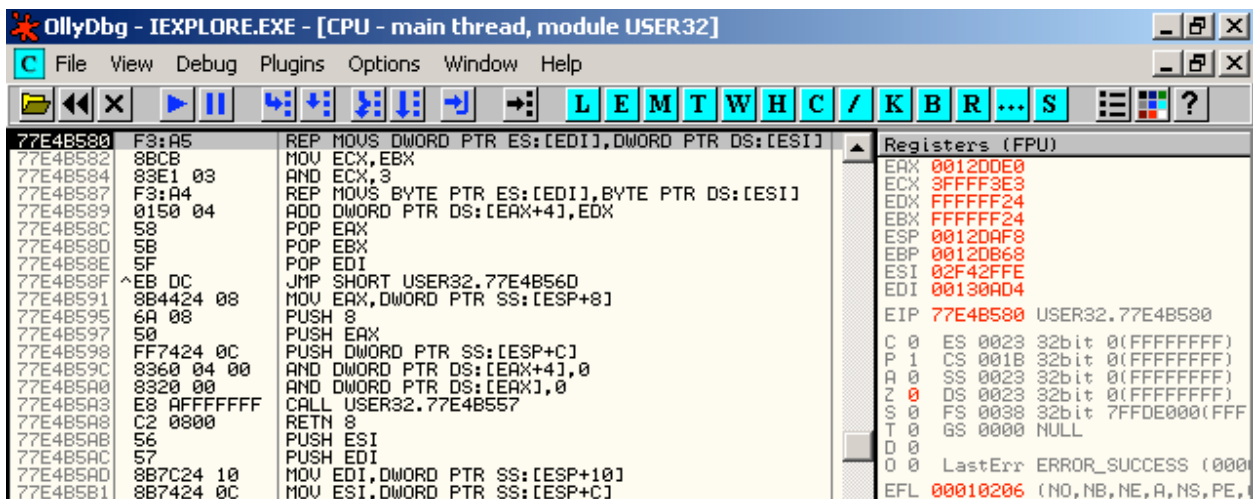 OllyDbg - IEXPLORE.EXE - [CPU - main thread, module USER32]
C File View Debug Plugins Options Window Help
L E M T W H C / K B R ... S ?
77E4B580 F3:A5 REP MOVS DWORD PTR ES:[EDI],DWORD PTR DS:[ESI]
77E4B582 8BCB MOV ECX,EBX
77E4B584 83E1 03 AND ECX,3
77E4B587 F3:A4 REP MOVS BYTE PTR ES:[EDI],BYTE PTR DS:[ESI]
77E4B589 0150 04 ADD DWORD PTR DS:[EAX+4],EDX
77E4B58C 58 POP EAX
77E4B58D 5B POP EBX
77E4B58E 5F POP EDI
77E4B58F ^EB DC JMP SHORT USER32.77E4B56D
77E4B591 8B4424 08 MOV EAX,DWORD PTR SS:[ESP+8]
77E4B595 6A 08 PUSH 8
77E4B597 50 PUSH EAX
77E4B598 FF7424 0C PUSH DWORD PTR SS:[ESP+C]
77E4B59C 8360 04 00 AND DWORD PTR DS:[EAX+4],0
77E4B5A0 8320 00 AND DWORD PTR DS:[EAX],0
77E4B5A3 E8 AFFFFFFF CALL USER32.77E4B557
77E4B5A8 C2 0800 RETN 8
77E4B5AB 56 PUSH ESI
77E4B5AC 57 PUSH EDI
77E4B5AD 8B7C24 10 MOV EDI,DWORD PTR SS:[ESP+10]
77E4B5B1 8B7424 0C MOV ESI,DWORD PTR SS:[ESP+C]
Registers (FPU)
EAX 0012DDE0
ECX 3FFFF3E3
EDX FFFFFF24
EBX FFFFFF24
ESP 0012DAF8
EBP 0012DB68
ESI 02F42FFE
EDI 00130AD4
EIP 77E4B580 USER32.77E4B580
C 0 ES 0023 32bit 0(FFFFFFFF)
P 1 CS 001B 32bit 0(FFFFFFFF)
A 0 SS 0023 32bit 0(FFFFFFFF)
Z 0 DS 0023 32bit 0(FFFFFFFF)
S 0 FS 0038 32bit 7FFDE000(FFF
T 0 GS 0000 NULL
D 0
O 0 LastErr ERROR_SUCCESS (000
EFL 00010206 (NO,NB,NE,A,NS,PE,